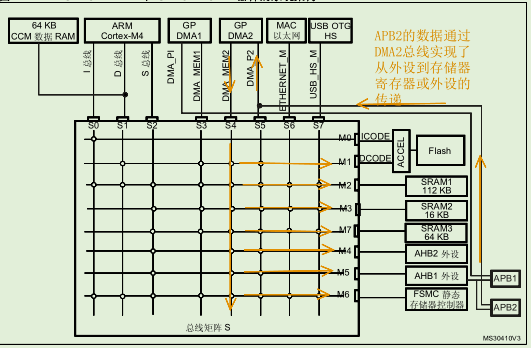 64 KB
CCM 数据 RAM
ARM
Cortex-M4
GP
DMA1
GP
DMA2
MAC
以太网
USB OTG
HS
APB2的数据通过
DMA2总线实现了
从外设到存储器
寄存器或外设的
传递
I 总线
D 总线
S 总线
DMA_PI
DMA_MEM1
DMA_MEM2
DMA_P2
ETHERNET_M
USB_HS_M
S0
S1
S2
S3
S4
S5
S6
S7
M0
ICODE
M1
DCODE
ACCEL
Flash
M2
SRAM1
112 KB
M3
SRAM2
16 KB
M7
SRAM3
64 KB
M4
AHB2 外设
M5
AHB1 外设
APB1
M6
FSMC 静态
存储器控制器
APB2
总线矩阵 S
MS30410V3